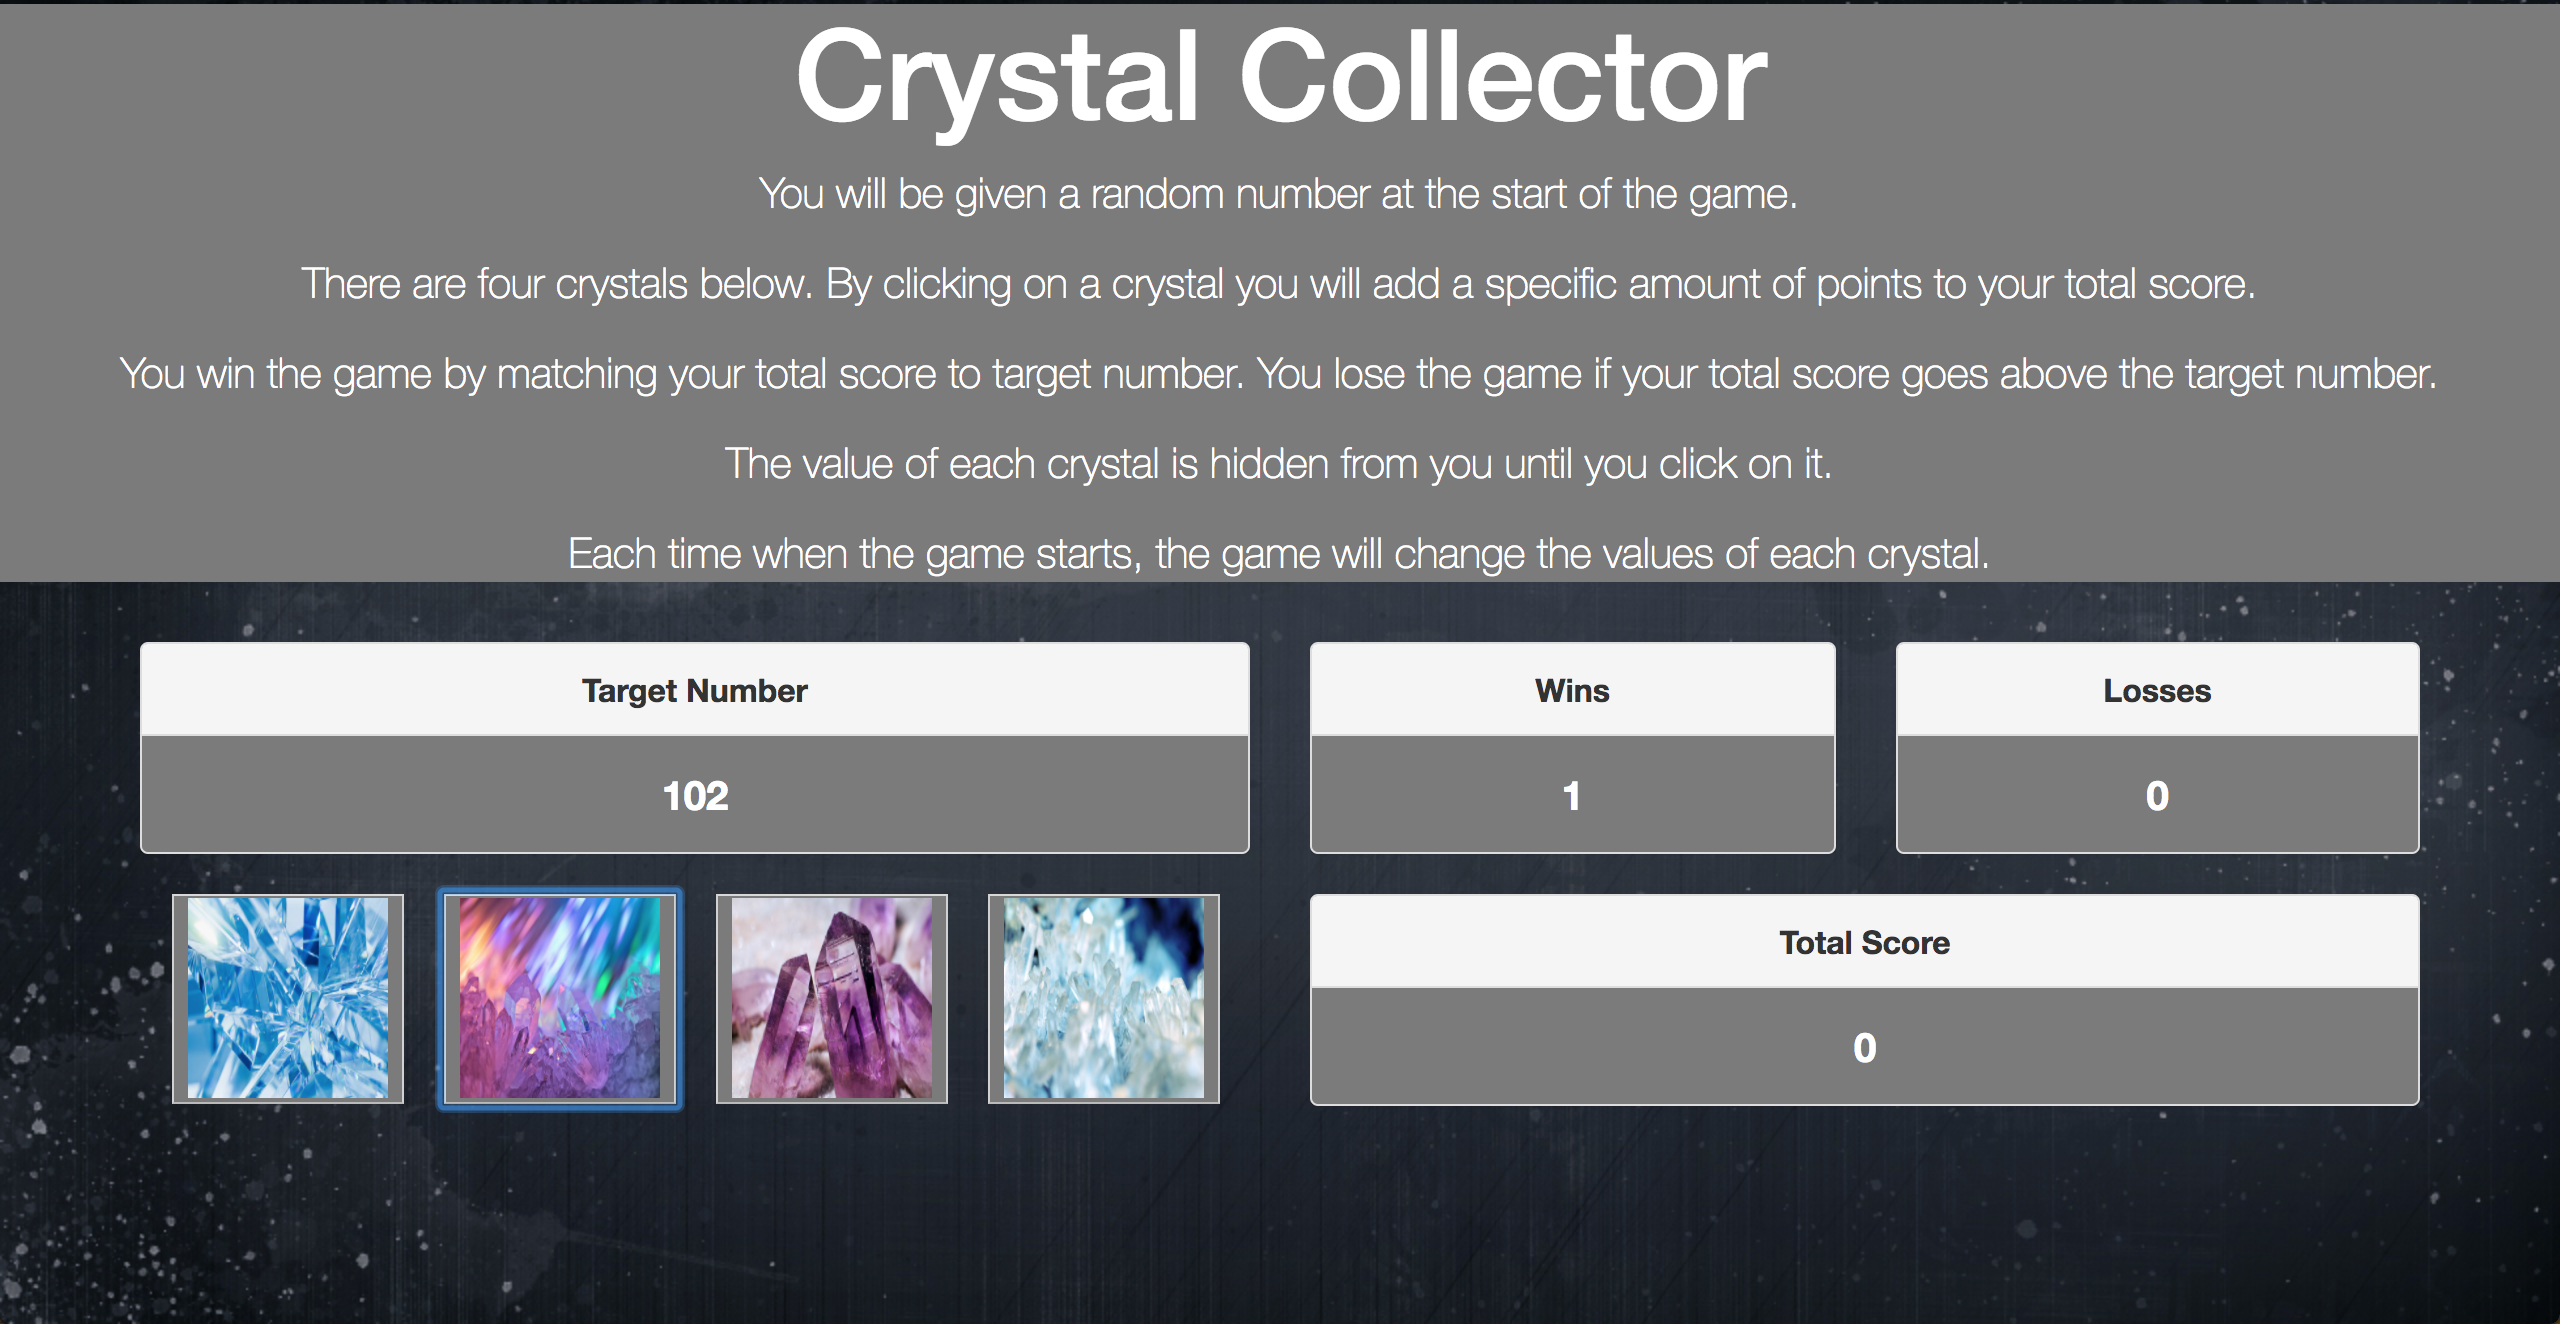 Crystal Collector
You will be given a random number at the start of the game.
There are four crystals below. By clicking on a crystal you will add a specific amount of points to your total score.
You win the game by matching your total score to target number. You lose the game if your total score goes above the target number.
The value of each crystal is hidden from you until you click on it.
Each time when the game starts, the game will change the values of each crystal.
Target Number
102
Wins
1
Losses
0
Total Score
0